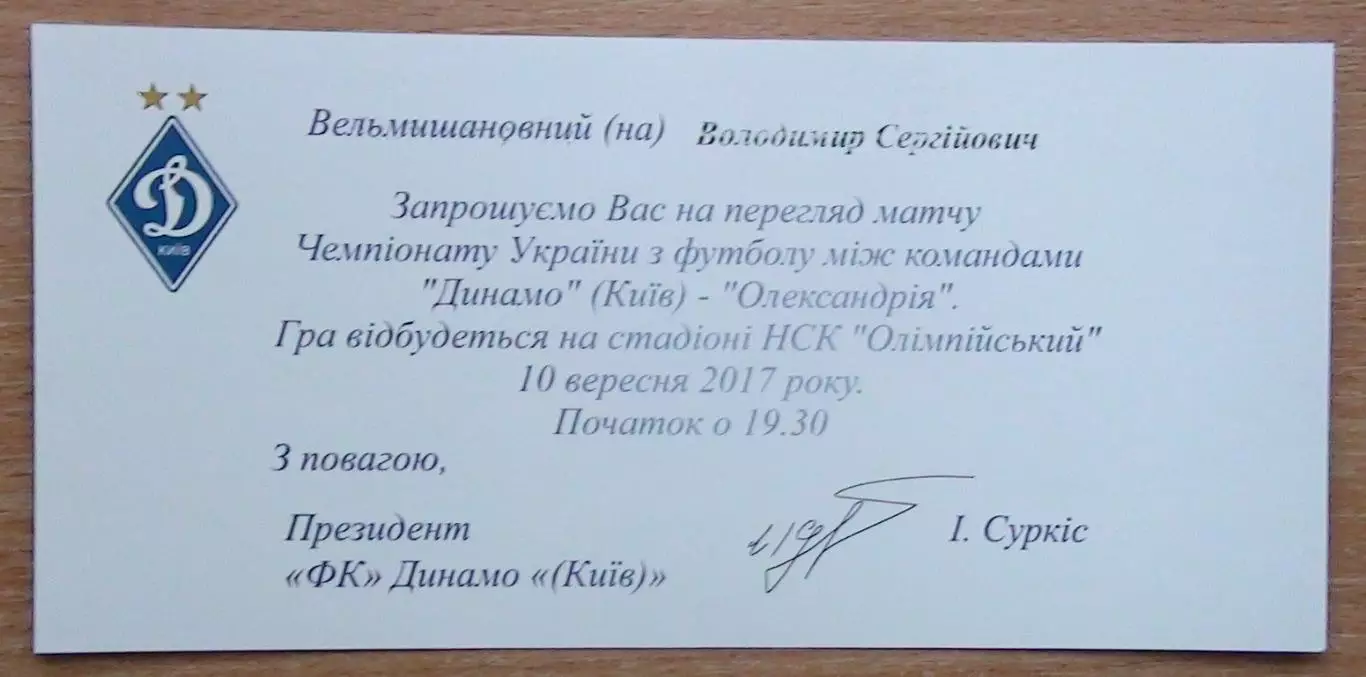 Вельмишановний (на) Володимир Сергійович
Запрошуємо Вас на перегляд матчу
Чемпіонату України з футболу між командами
"Динамо" (Київ) - "Олександрія".
Гра відбудеться на стадіоні НСК "Олімпійський"
10 вересня 2017 року.
Початок о 19.30
З повагою,
Президент
І. Суркіс
«ФК» Динамо «(Київ)»
Д
КИЇВ